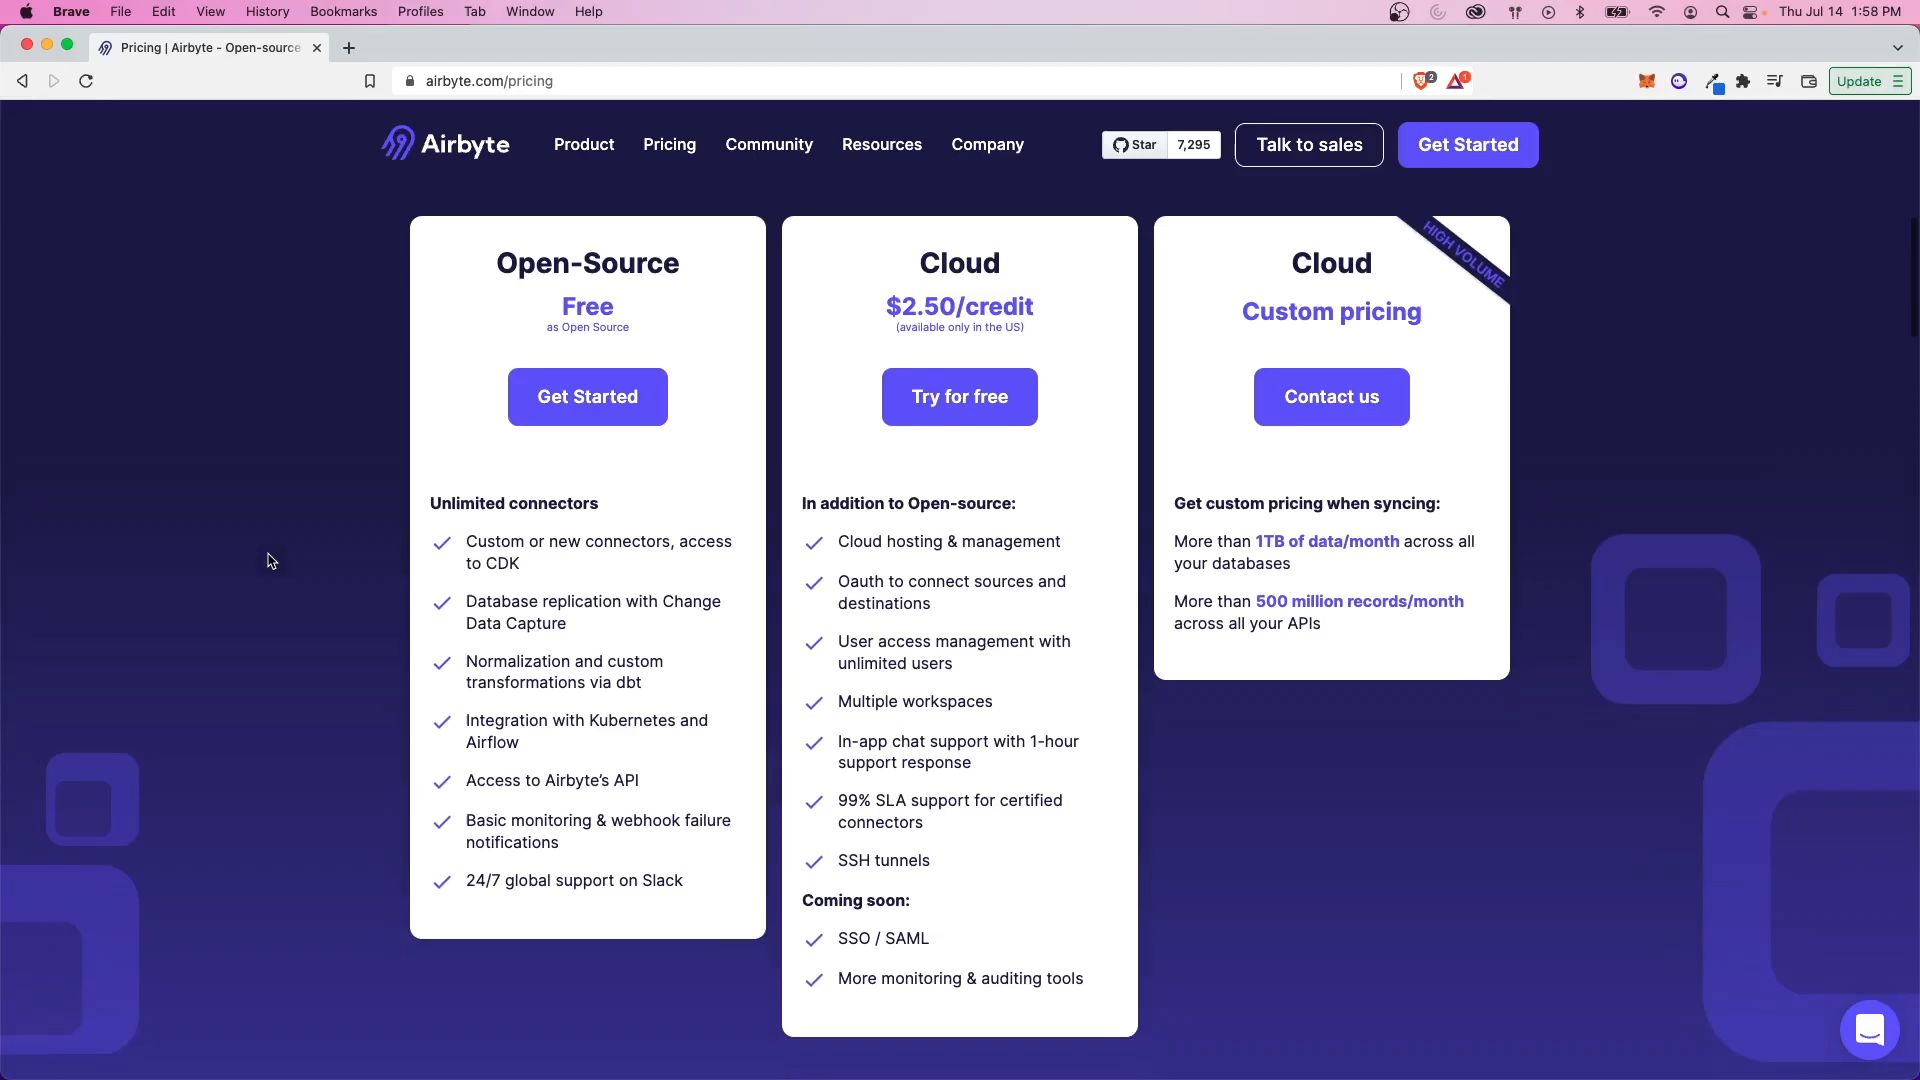 Brave File Edit View History Bookmarks Profiles Tab Window Help Thu Jul 14 1:58 PM
Pricing | Airbyte - Open-source
airbyte.com/pricing 2 1 Update
Airbyte Product Pricing Community Resources Company Star 7,295 Talk to sales Get Started
Open-Source
Free
as Open Source
Get Started
Unlimited connectors
Custom or new connectors, access
to CDK
Database replication with Change
Data Capture
Normalization and custom
transformations via dbt
Integration with Kubernetes and
Airflow
Access to Airbyte’s API
Basic monitoring & webhook failure
notifications
24/7 global support on Slack
Cloud
$2.50/credit
(available only in the US)
Try for free
In addition to Open-source:
Cloud hosting & management
Oauth to connect sources and
destinations
User access management with
unlimited users
Multiple workspaces
In-app chat support with 1-hour
support response
99% SLA support for certified
connectors
SSH tunnels
Coming soon:
SSO / SAML
More monitoring & auditing tools
HIGH VOLUME
Cloud
Custom pricing
Contact us
Get custom pricing when syncing:
More than 1TB of data/month across all
your databases
More than 500 million records/month
across all your APIs